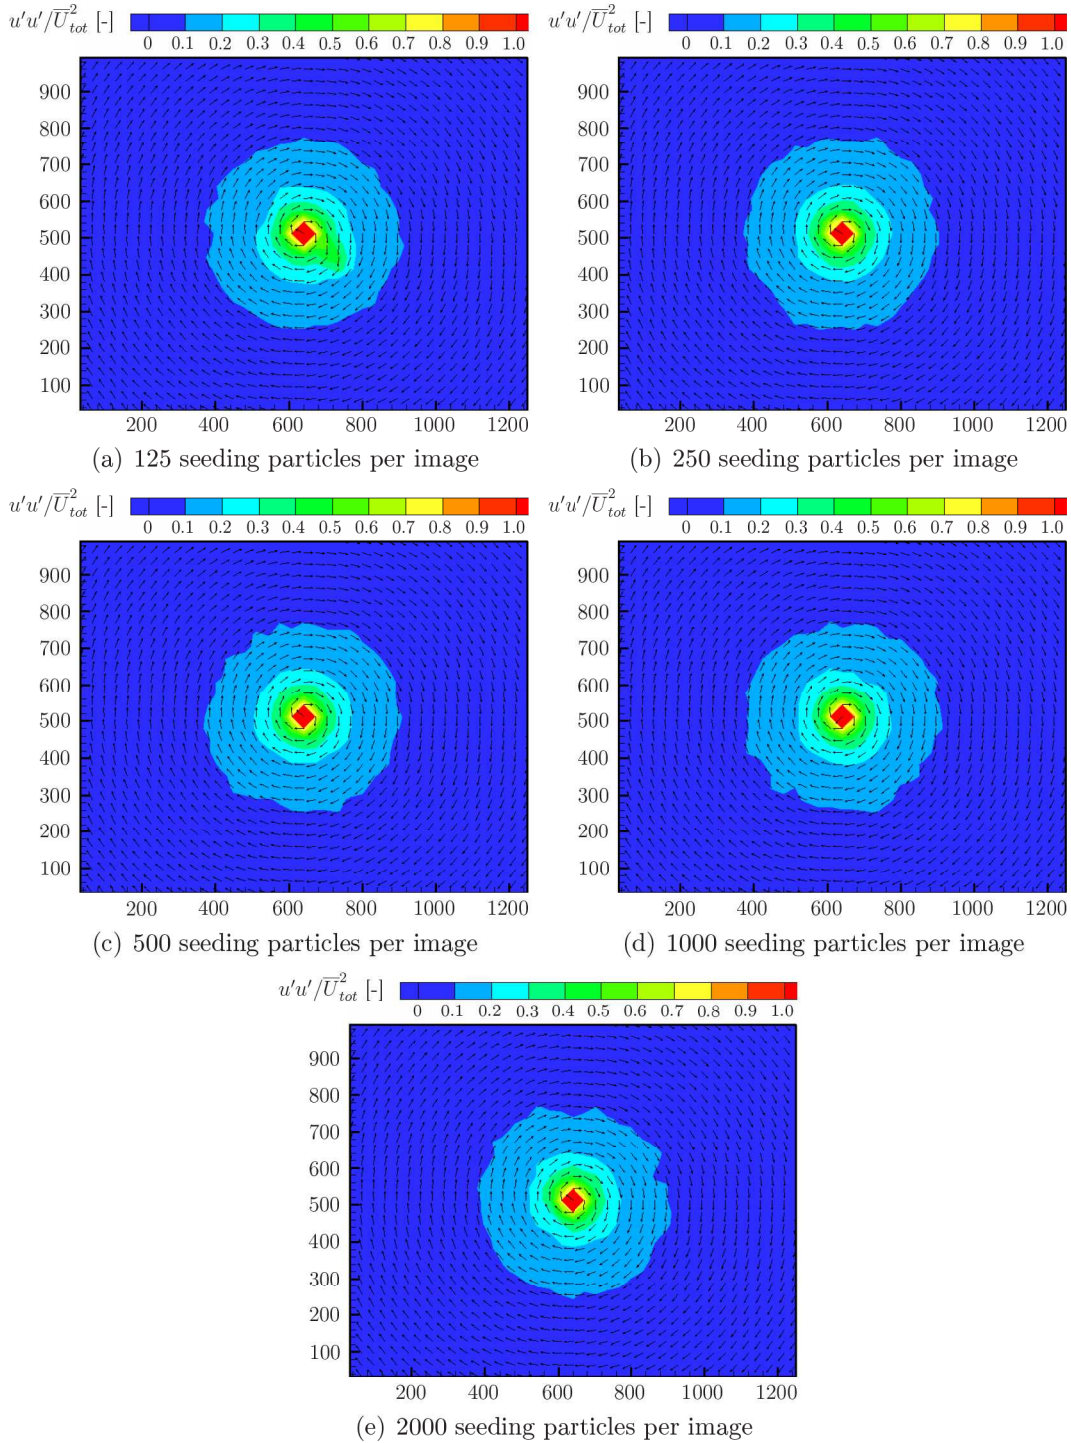 u'u'/U̅²tot [-] u'u'/U̅²tot [-]
0 0.1 0.2 0.3 0.4 0.5 0.6 0.7 0.8 0.9 1.0 0 0.1 0.2 0.3 0.4 0.5 0.6 0.7 0.8 0.9 1.0
900 900
800 800
700 700
600 600
500 500
400 400
300 300
200 200
100 100
200 400 600 800 1000 1200 200 400 600 800 1000 1200
(a) 125 seeding particles per image (b) 250 seeding particles per image
u'u'/U̅²tot [-] u'u'/U̅²tot [-]
0 0.1 0.2 0.3 0.4 0.5 0.6 0.7 0.8 0.9 1.0 0 0.1 0.2 0.3 0.4 0.5 0.6 0.7 0.8 0.9 1.0
900 900
800 800
700 700
600 600
500 500
400 400
300 300
200 200
100 100
200 400 600 800 1000 1200 200 400 600 800 1000 1200
(c) 500 seeding particles per image (d) 1000 seeding particles per image
u'u'/U̅²tot [-]
0 0.1 0.2 0.3 0.4 0.5 0.6 0.7 0.8 0.9 1.0
900
800
700
600
500
400
300
200
100
200 400 600 800 1000 1200
(e) 2000 seeding particles per image